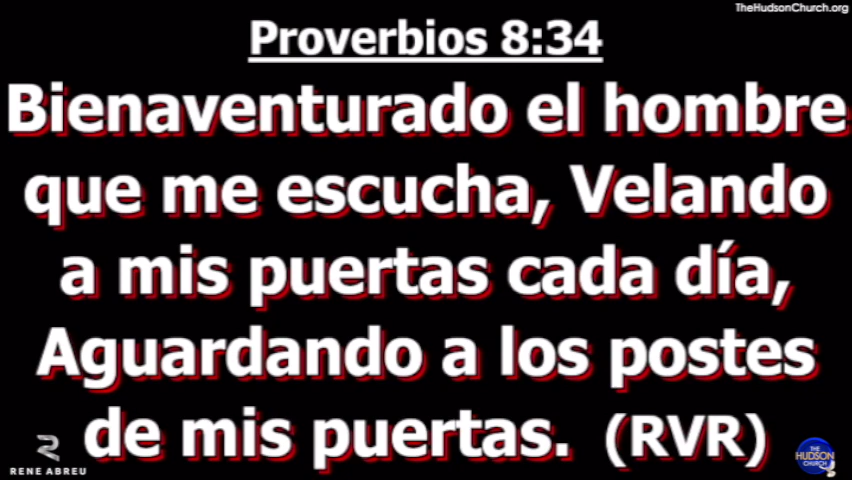 TheHudsonChurch.org
Proverbios 8:34
Bienaventurado el hombre
que me escucha, Velando
a mis puertas cada día,
Aguardando a los postes
de mis puertas. (RVR)
RENE ABREU
THE
HUDSON
CHURCH